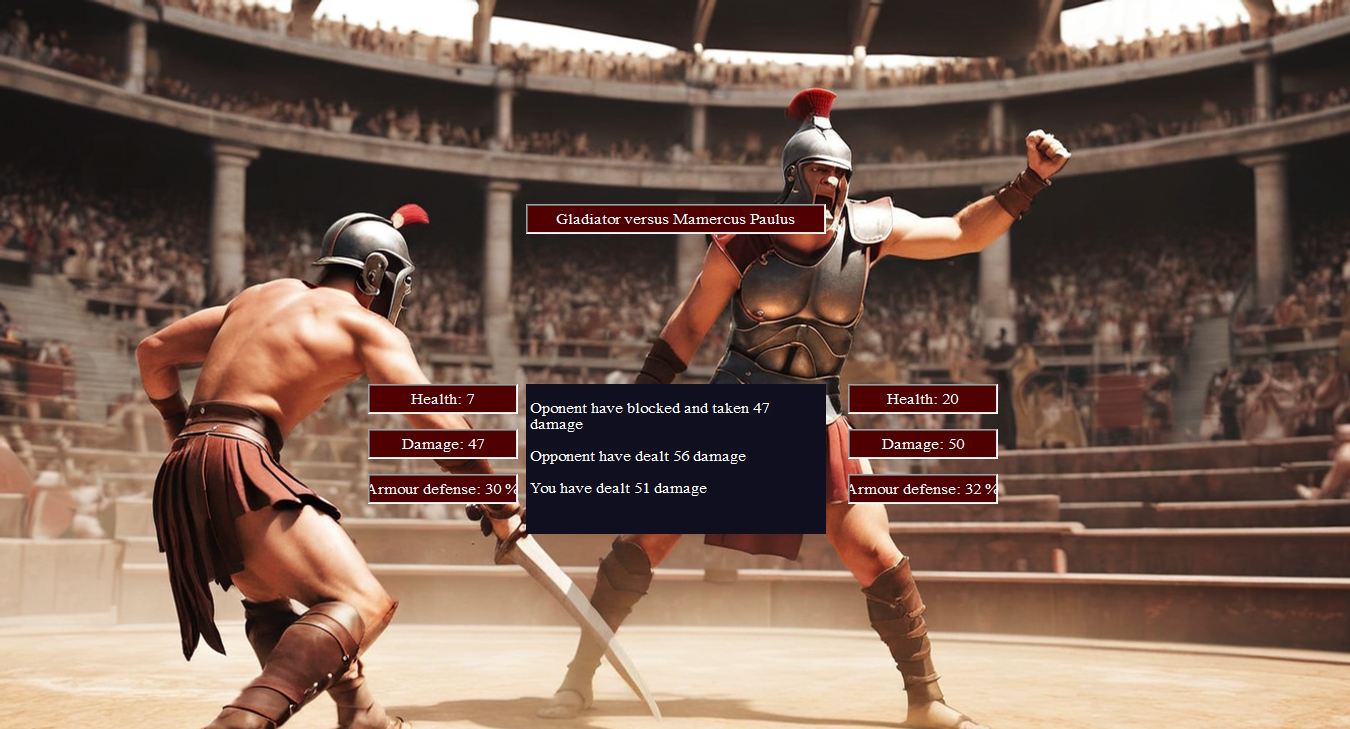 Gladiator versus Mamercus Paulus
Health: 7
Damage: 47
Armour defense: 30 %
Oponent have blocked and taken 47
damage
Opponent have dealt 56 damage
You have dealt 51 damage
Health: 20
Damage: 50
Armour defense: 32 %